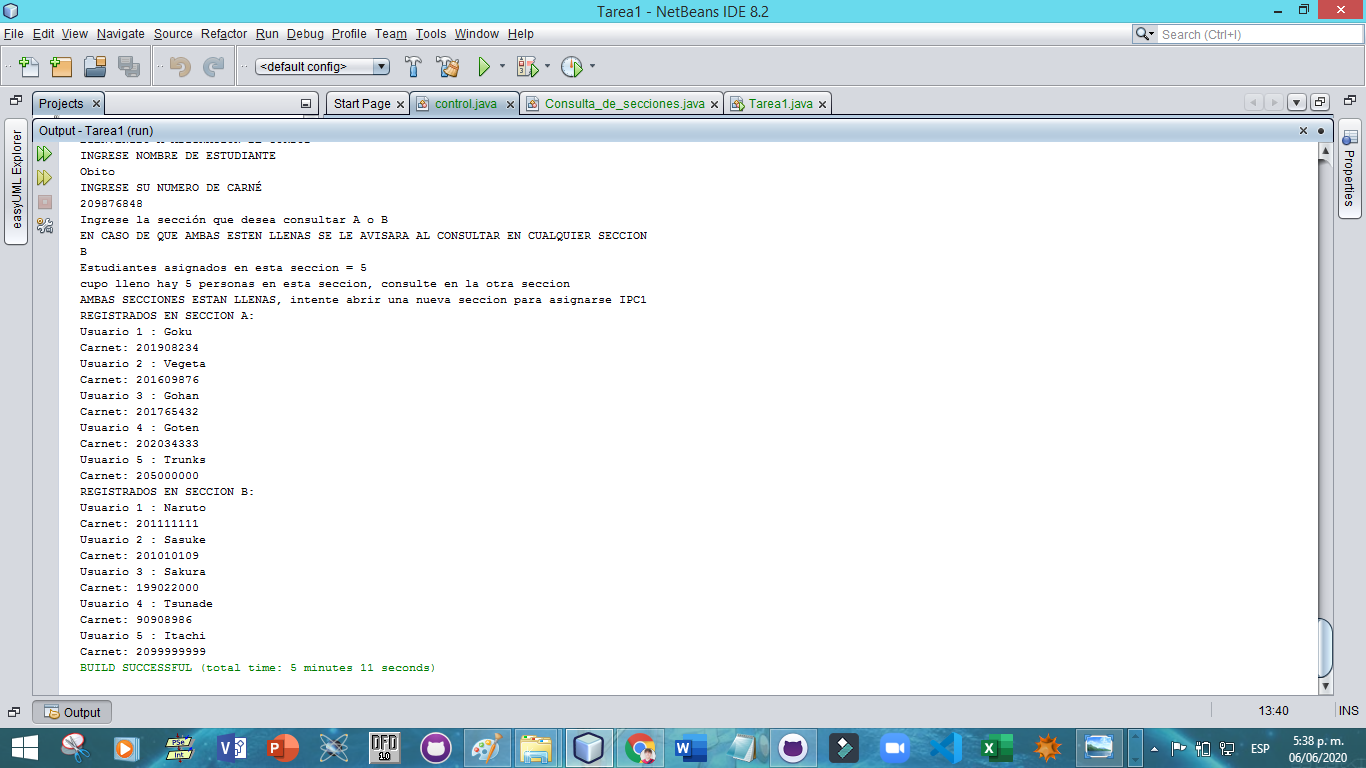 Tarea1 - NetBeans IDE 8.2
File Edit View Navigate Source Refactor Run Debug Profile Team Tools Window Help
Search (Ctrl+I)
<default config>
Projects
Start Page
control.java
Consulta_de_secciones.java
Tarea1.java
easyUML Explorer
Properties
Output - Tarea1 (run)
INGRESE NOMBRE DE ESTUDIANTE
Obito
INGRESE SU NUMERO DE CARNÉ
209876848
Ingrese la sección que desea consultar A o B
EN CASO DE QUE AMBAS ESTEN LLENAS SE LE AVISARA AL CONSULTAR EN CUALQUIER SECCION
B
Estudiantes asignados en esta seccion = 5
cupo lleno hay 5 personas en esta seccion, consulte en la otra seccion
AMBAS SECCIONES ESTAN LLENAS, intente abrir una nueva seccion para asignarse IPC1
REGISTRADOS EN SECCION A:
Usuario 1 : Goku
Carnet: 201908234
Usuario 2 : Vegeta
Carnet: 201609876
Usuario 3 : Gohan
Carnet: 201765432
Usuario 4 : Goten
Carnet: 202034333
Usuario 5 : Trunks
Carnet: 205000000
REGISTRADOS EN SECCION B:
Usuario 1 : Naruto
Carnet: 201111111
Usuario 2 : Sasuke
Carnet: 201010109
Usuario 3 : Sakura
Carnet: 199022000
Usuario 4 : Tsunade
Carnet: 90908986
Usuario 5 : Itachi
Carnet: 2099999999
BUILD SUCCESSFUL (total time: 5 minutes 11 seconds)
Output
13:40
INS
PSe
Int
DFD
1.0
ESP
5:38 p. m.
06/06/2020